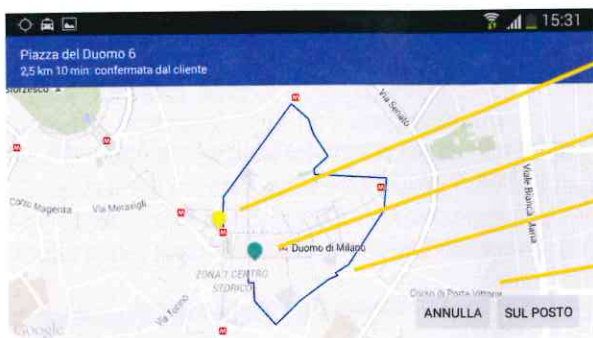 15:31
Piazza del Duomo 6
2,5 km 10 min: confermata dal cliente
Via Senato
M
M
M
M
Corso Magenta
Via Meravigli
Viale Bianca
Maria
M
Duomo di Milano
ZONA 1 CENTRO
STORICO
Corso di Porta Vittoria
Via Torino
ANNULLA
SUL POSTO
Google
M